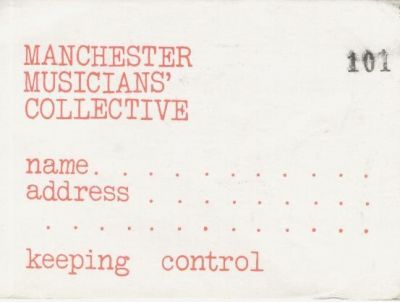 MANCHESTER 101
MUSICIANS'
COLLECTIVE
name. . . . . . . . . . .
address . . . . . . . . .
. . . . . . . . . . . . .
keeping control